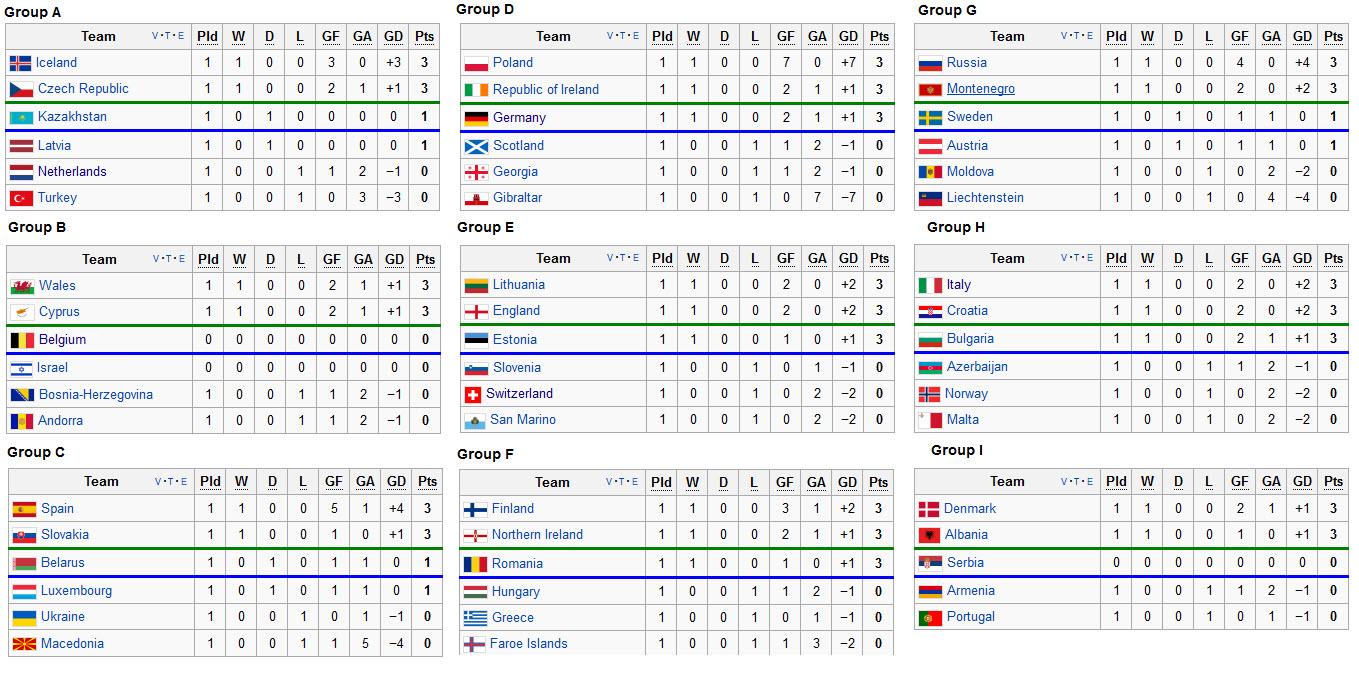 Group A
Team V · T · E Pld W D L GF GA GD Pts
Iceland 1 1 0 0 3 0 +3 3
Czech Republic 1 1 0 0 2 1 +1 3
Kazakhstan 1 0 1 0 0 0 0 1
Latvia 1 0 1 0 0 0 0 1
Netherlands 1 0 0 1 1 2 −1 0
Turkey 1 0 0 1 0 3 −3 0
Group B
Team V · T · E Pld W D L GF GA GD Pts
Wales 1 1 0 0 2 1 +1 3
Cyprus 1 1 0 0 2 1 +1 3
Belgium 0 0 0 0 0 0 0 0
Israel 0 0 0 0 0 0 0 0
Bosnia-Herzegovina 1 0 0 1 1 2 −1 0
Andorra 1 0 0 1 1 2 −1 0
Group C
Team V · T · E Pld W D L GF GA GD Pts
Spain 1 1 0 0 5 1 +4 3
Slovakia 1 1 0 0 1 0 +1 3
Belarus 1 0 1 0 1 1 0 1
Luxembourg 1 0 1 0 1 1 0 1
Ukraine 1 0 0 1 0 1 −1 0
Macedonia 1 0 0 1 1 5 −4 0
Group D
Team V · T · E Pld W D L GF GA GD Pts
Poland 1 1 0 0 7 0 +7 3
Republic of Ireland 1 1 0 0 2 1 +1 3
Germany 1 1 0 0 2 1 +1 3
Scotland 1 0 0 1 1 2 −1 0
Georgia 1 0 0 1 1 2 −1 0
Gibraltar 1 0 0 1 0 7 −7 0
Group E
Team V · T · E Pld W D L GF GA GD Pts
Lithuania 1 1 0 0 2 0 +2 3
England 1 1 0 0 2 0 +2 3
Estonia 1 1 0 0 1 0 +1 3
Slovenia 1 0 0 1 0 1 −1 0
Switzerland 1 0 0 1 0 2 −2 0
San Marino 1 0 0 1 0 2 −2 0
Group F
Team V · T · E Pld W D L GF GA GD Pts
Finland 1 1 0 0 3 1 +2 3
Northern Ireland 1 1 0 0 2 1 +1 3
Romania 1 1 0 0 1 0 +1 3
Hungary 1 0 0 1 1 2 −1 0
Greece 1 0 0 1 0 1 −1 0
Faroe Islands 1 0 0 1 1 3 −2 0
Group G
Team V · T · E Pld W D L GF GA GD Pts
Russia 1 1 0 0 4 0 +4 3
Montenegro 1 1 0 0 2 0 +2 3
Sweden 1 0 1 0 1 1 0 1
Austria 1 0 1 0 1 1 0 1
Moldova 1 0 0 1 0 2 −2 0
Liechtenstein 1 0 0 1 0 4 −4 0
Group H
Team V · T · E Pld W D L GF GA GD Pts
Italy 1 1 0 0 2 0 +2 3
Croatia 1 1 0 0 2 0 +2 3
Bulgaria 1 1 0 0 2 1 +1 3
Azerbaijan 1 0 0 1 1 2 −1 0
Norway 1 0 0 1 0 2 −2 0
Malta 1 0 0 1 0 2 −2 0
Group I
Team V · T · E Pld W D L GF GA GD Pts
Denmark 1 1 0 0 2 1 +1 3
Albania 1 1 0 0 1 0 +1 3
Serbia 0 0 0 0 0 0 0 0
Armenia 1 0 0 1 1 2 −1 0
Portugal 1 0 0 1 0 1 −1 0